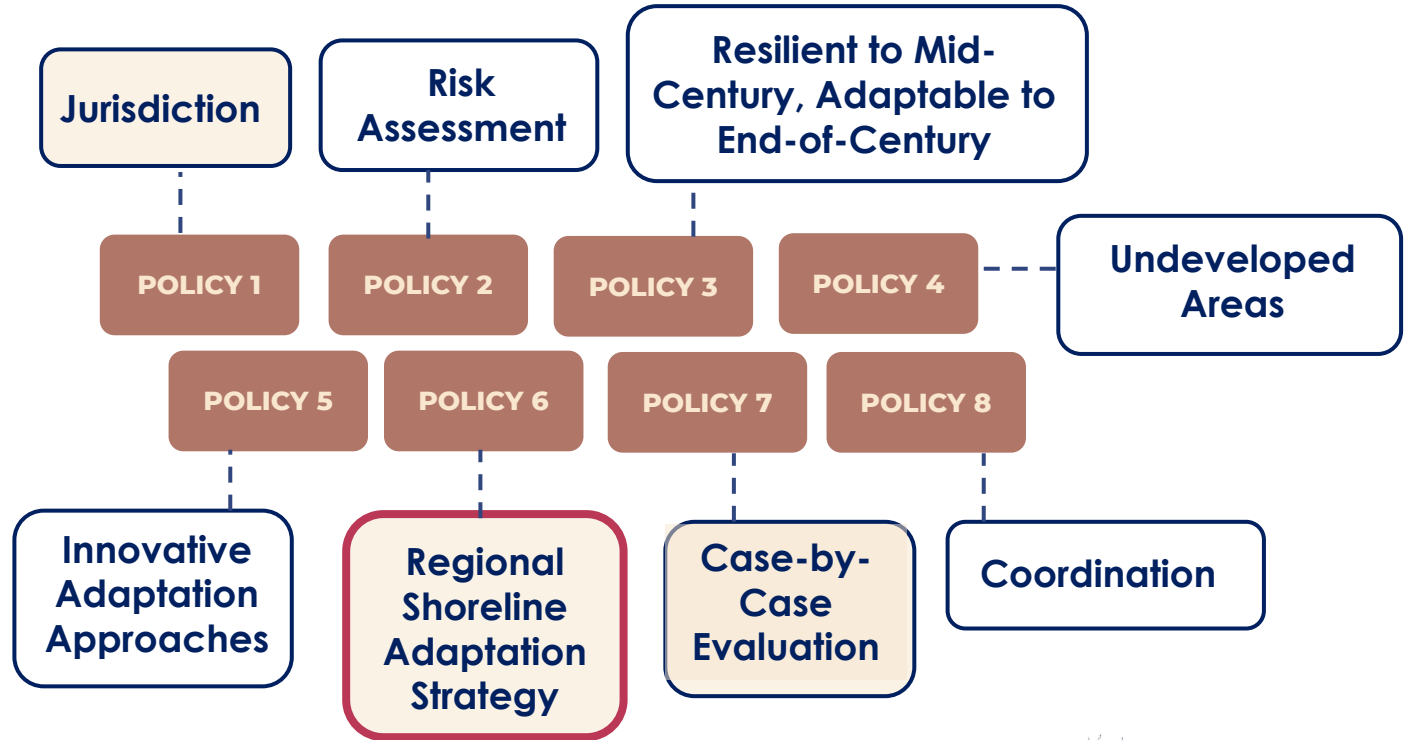 Jurisdiction
Risk
Assessment
Resilient to Mid-
Century, Adaptable to
End-of-Century
POLICY 1
POLICY 2
POLICY 3
POLICY 4
Undeveloped
Areas
POLICY 5
POLICY 6
POLICY 7
POLICY 8
Innovative
Adaptation
Approaches
Regional
Shoreline
Adaptation
Strategy
Case-by-
Case
Evaluation
Coordination